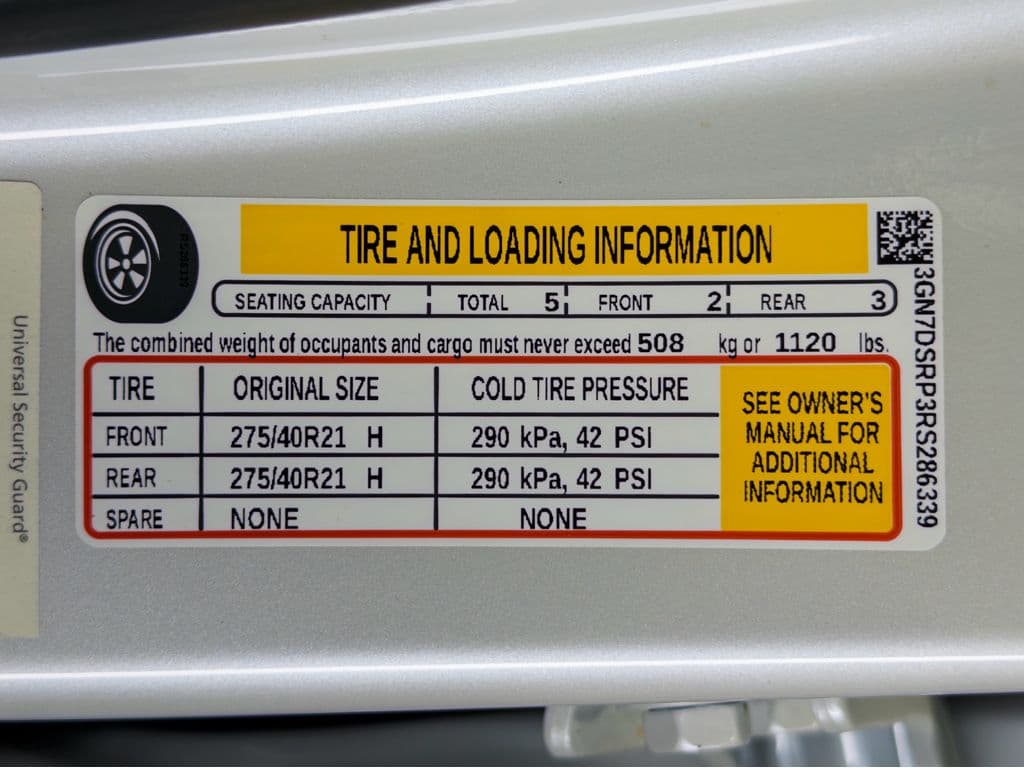 TIRE AND LOADING INFORMATION
SEATING CAPACITY TOTAL 5 FRONT 2 REAR 3
The combined weight of occupants and cargo must never exceed 508 kg or 1120 lbs.
TIRE ORIGINAL SIZE COLD TIRE PRESSURE
FRONT 275/40R21 H 290 kPa, 42 PSI
REAR 275/40R21 H 290 kPa, 42 PSI
SPARE NONE NONE
SEE OWNER'S
MANUAL FOR
ADDITIONAL
INFORMATION
3GN7DSRP3RS286339
RS286339
Universal Security Guard®